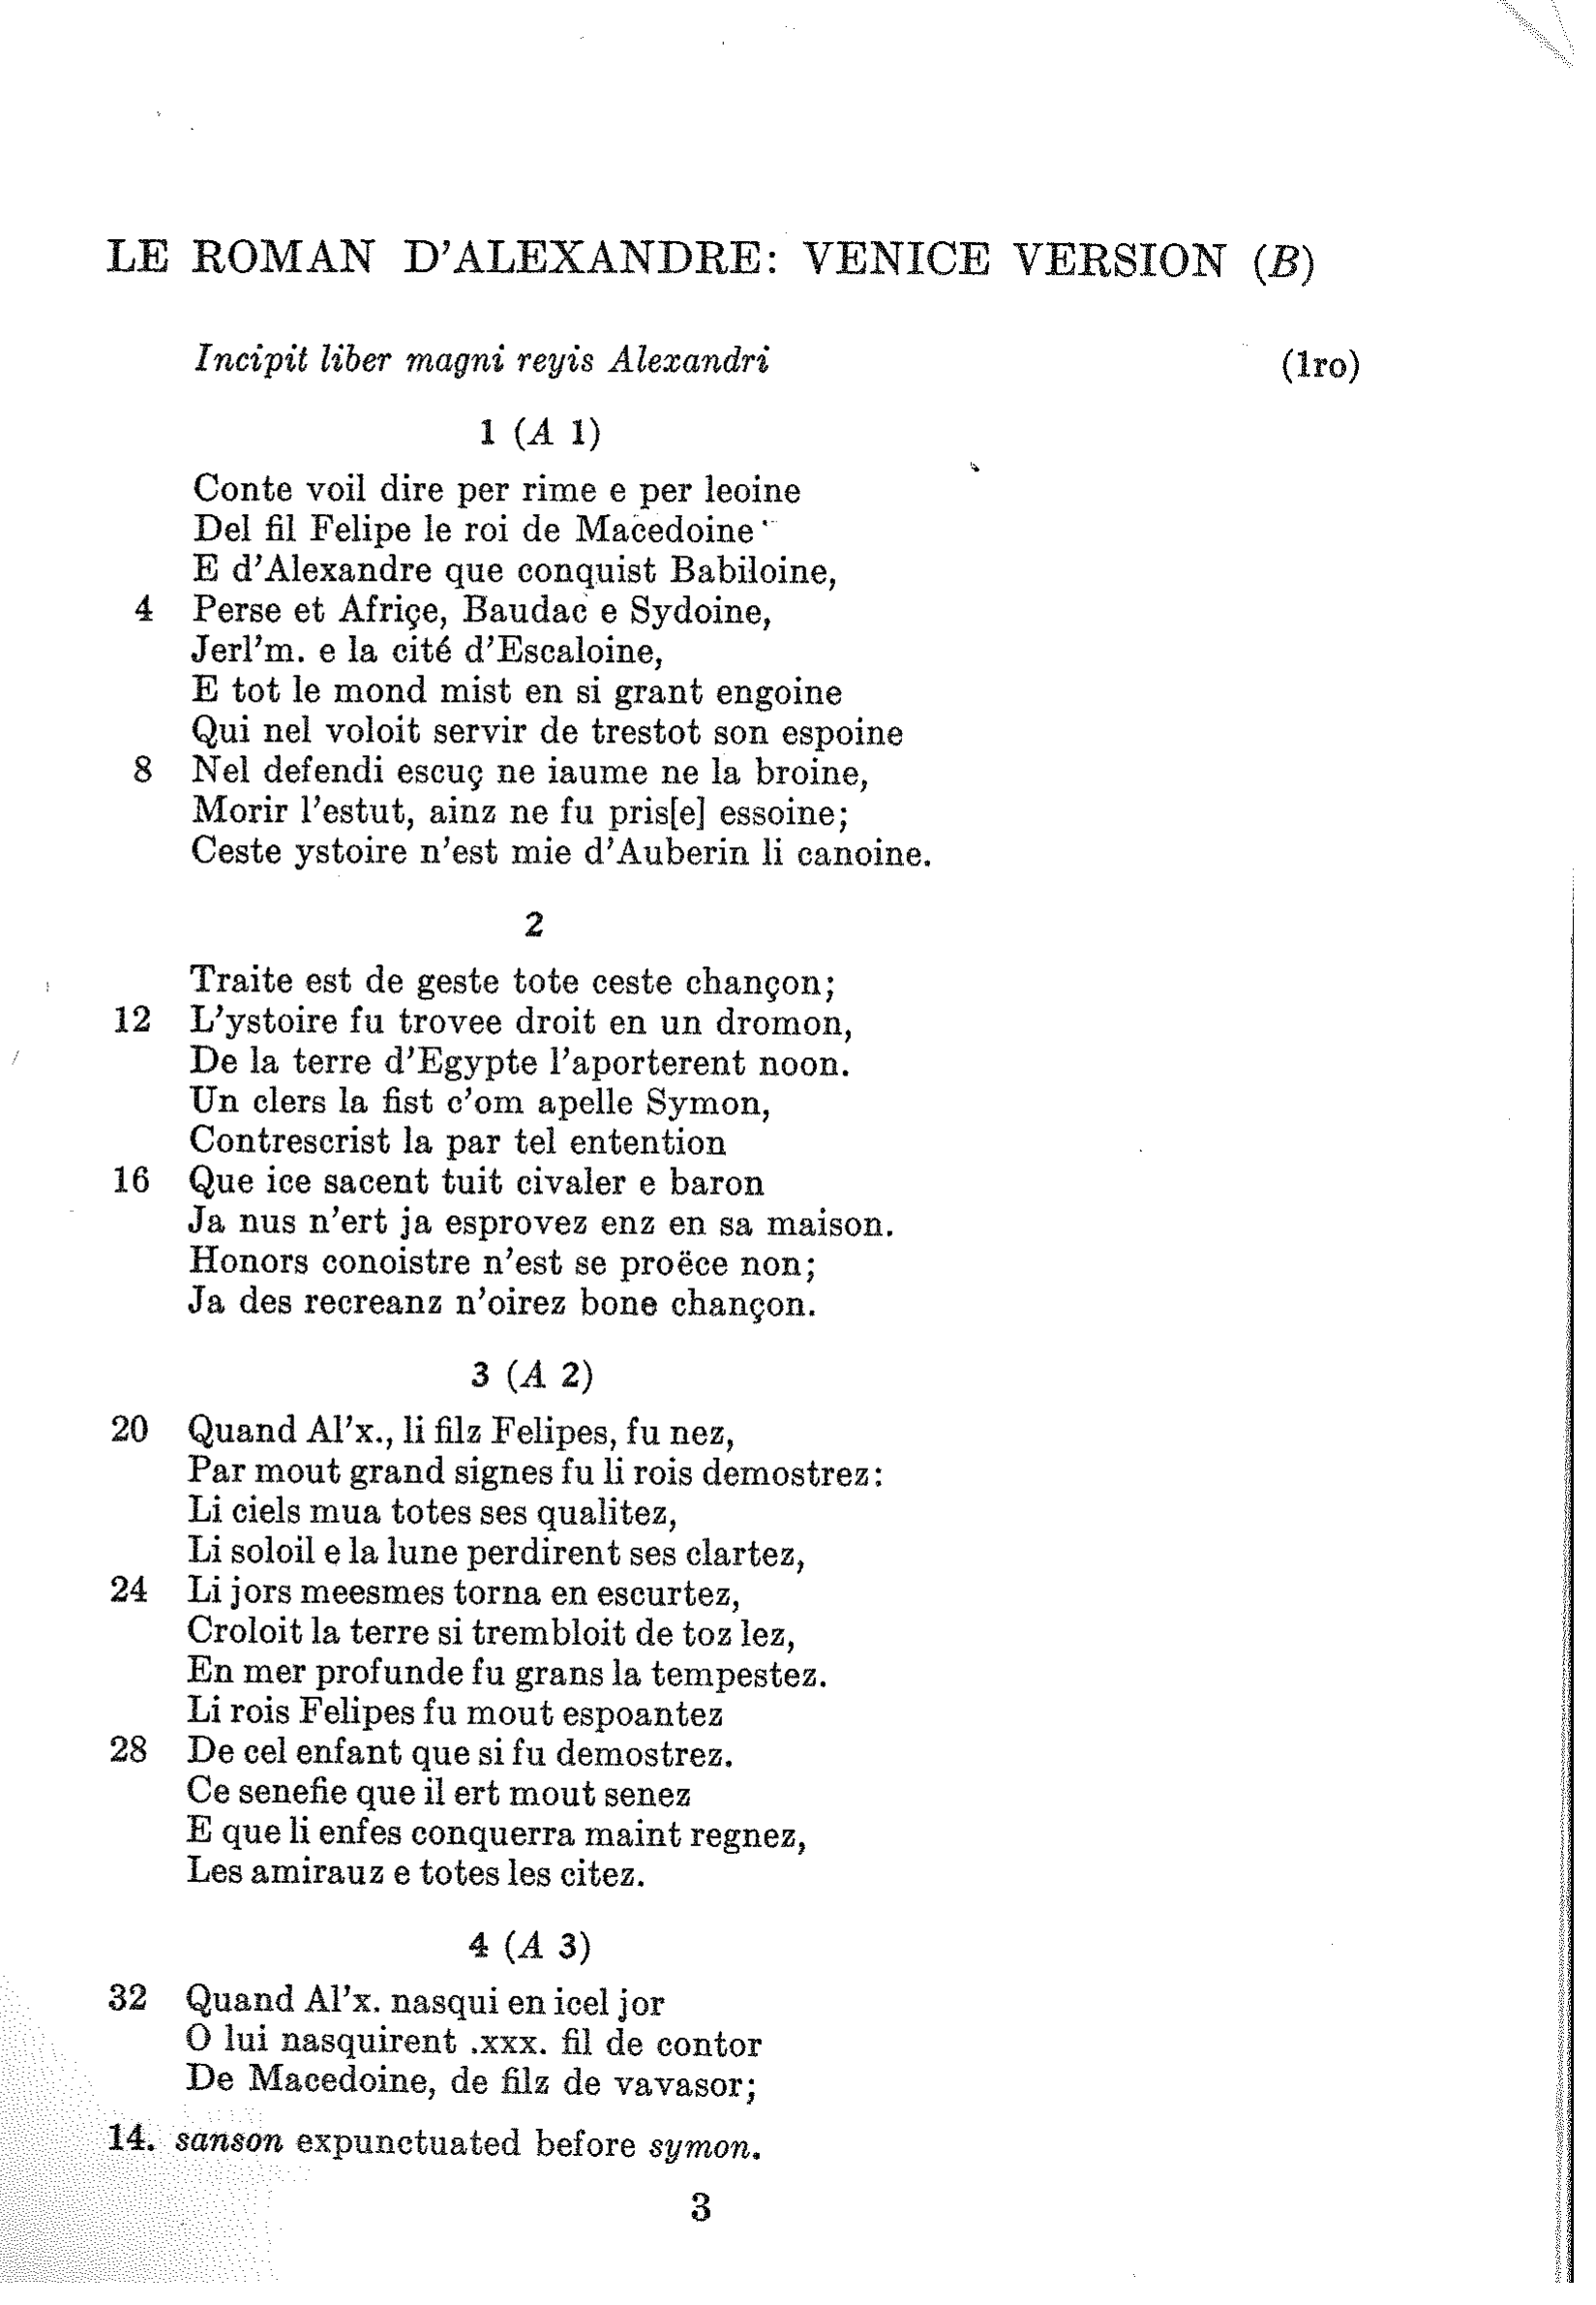 LE ROMAN D'ALEXANDRE: VENICE VERSION (B)
Incipit liber magni reyis Alexandri (1ro)
1 (A 1)
Conte voil dire per rime e per leoine
Del fil Felipe le roi de Macedoine
E d'Alexandre que conquist Babiloine,
4 Perse et Afriçe, Baudac e Sydoine,
Jerl'm. e la cité d'Escaloine,
E tot le mond mist en si grant engoine
Qui nel voloit servir de trestot son espoine
8 Nel defendi escuç ne iaume ne la broine,
Morir l'estut, ainz ne fu pris[e] essoine;
Ceste ystoire n'est mie d'Auberin li canoine.
2
Traite est de geste tote ceste chançon;
12 L'ystoire fu trovee droit en un dromon,
De la terre d'Egypte l'aporterent noon.
Un clers la fist c'om apelle Symon,
Contrescrist la par tel entention
16 Que ice sacent tuit civaler e baron
Ja nus n'ert ja esprovez enz en sa maison.
Honors conoistre n'est se proëce non;
Ja des recreanz n'oirez bone chançon.
3 (A 2)
20 Quand Al'x., li filz Felipes, fu nez,
Par mout grand signes fu li rois demostrez:
Li ciels mua totes ses qualitez,
Li soloil e la lune perdirent ses clartez,
24 Li jors meesmes torna en escurtez,
Croloit la terre si trembloit de toz lez,
En mer profunde fu grans la tempestez.
Li rois Felipes fu mout espoantez
28 De cel enfant que si fu demostrez.
Ce senefie que il ert mout senez
E que li enfes conquerra maint regnez,
Les amirauz e totes les citez.
4 (A 3)
32 Quand Al'x. nasqui en icel jor
O lui nasquirent .xxx. fil de contor
De Macedoine, de filz de vavasor;
14. sanson expunctuated before symon.
3